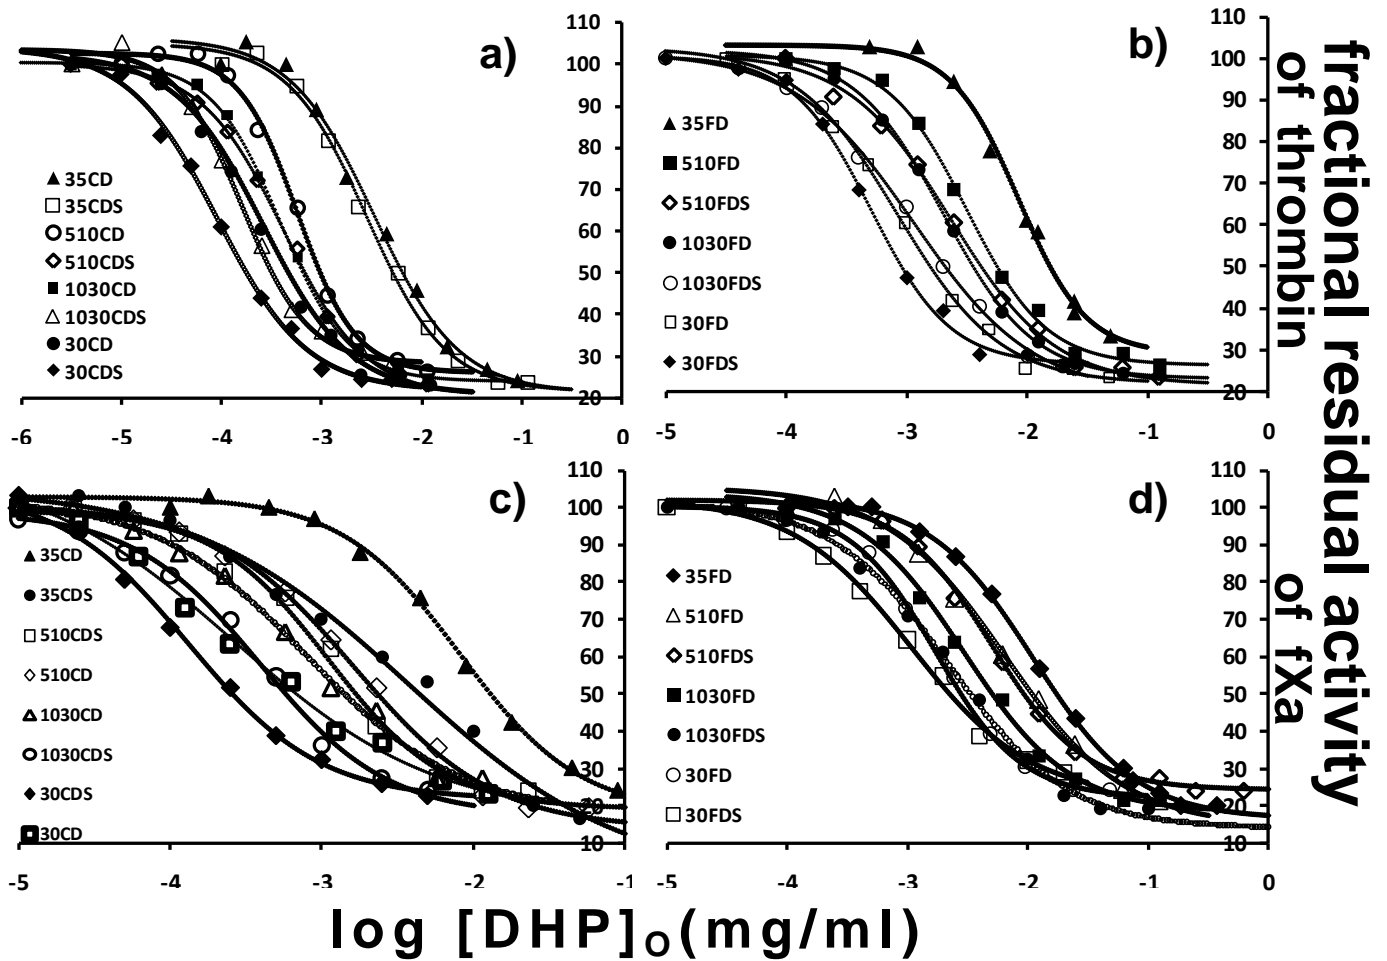 a)
110
100
90
80
70
60
50
40
30
20
-6 -5 -4 -3 -2 -1 0
35CD
35CDS
510CD
510CDS
1030CD
1030CDS
30CD
30CDS
b)
110
100
90
80
70
60
50
40
30
20
-5 -4 -3 -2 -1 0
35FD
510FD
510FDS
1030FD
1030FDS
30FD
30FDS
c)
110
100
90
80
70
60
50
40
30
20
10
-5 -4 -3 -2 -1
35CD
35CDS
510CDS
510CD
1030CD
1030CDS
30CDS
30CD
d)
110
100
90
80
70
60
50
40
30
20
10
-5 -4 -3 -2 -1 0
35FD
510FD
510FDS
1030FD
1030FDS
30FD
30FDS
fractional residual activity
of thrombin
of fXa
log [DHP]O(mg/ml)